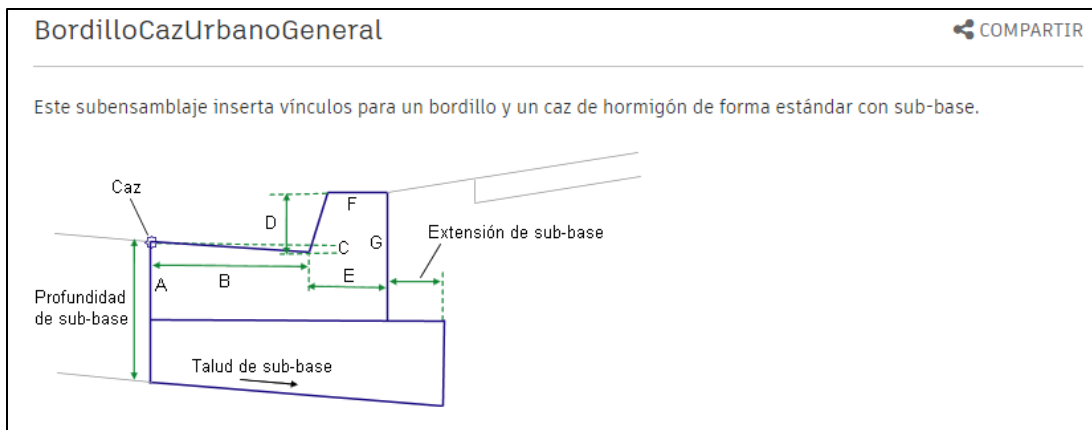 BordilloCazUrbanoGeneral
COMPARTIR
Este subensamblaje inserta vínculos para un bordillo y un caz de hormigón de forma estándar con sub-base.
Caz
F
D
C
G
Extensión de sub-base
A
B
E
Profundidad
de sub-base
Talud de sub-base